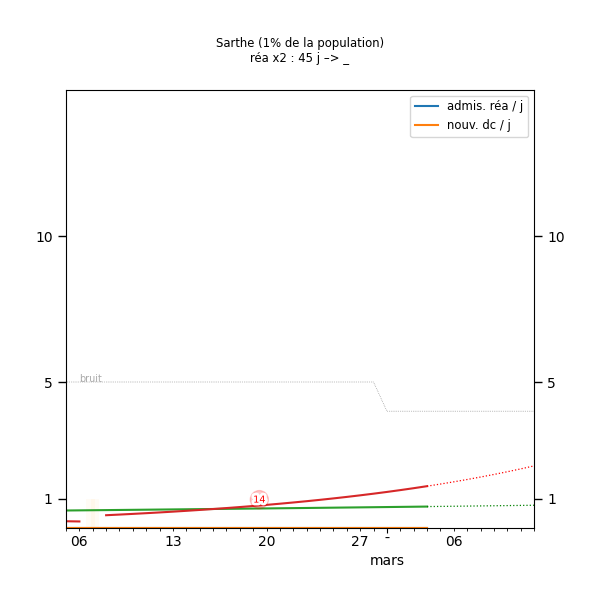 Sarthe (1% de la population)
réa x2 : 45 j –> _
admis. réa / j
nouv. dc / j
10 10
bruit
5 5
14
1 1
06 13 20 27 - 06
mars